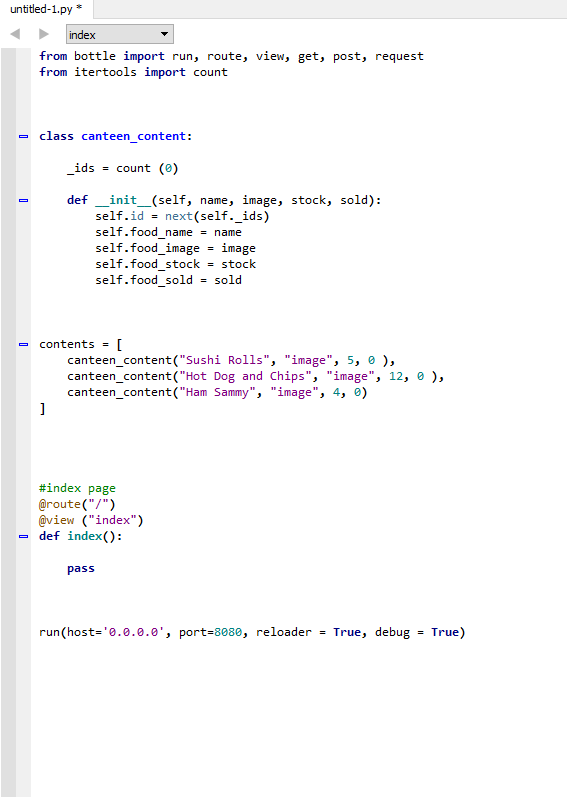 untitled-1.py *
index
from bottle import run, route, view, get, post, request
from itertools import count
class canteen_content:
    _ids = count (0)
    def __init__(self, name, image, stock, sold):
        self.id = next(self._ids)
        self.food_name = name
        self.food_image = image
        self.food_stock = stock
        self.food_sold = sold
contents = [
    canteen_content("Sushi Rolls", "image", 5, 0 ),
    canteen_content("Hot Dog and Chips", "image", 12, 0 ),
    canteen_content("Ham Sammy", "image", 4, 0)
]
#index page
@route("/")
@view ("index")
def index():
    pass
run(host='0.0.0.0', port=8080, reloader = True, debug = True)